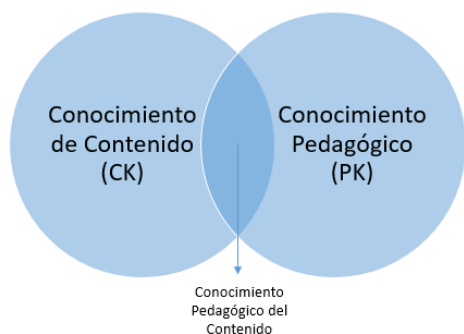 Conocimiento
de Contenido
(CK)
Conocimiento
Pedagógico
(PK)
Conocimiento
Pedagógico del
Contenido